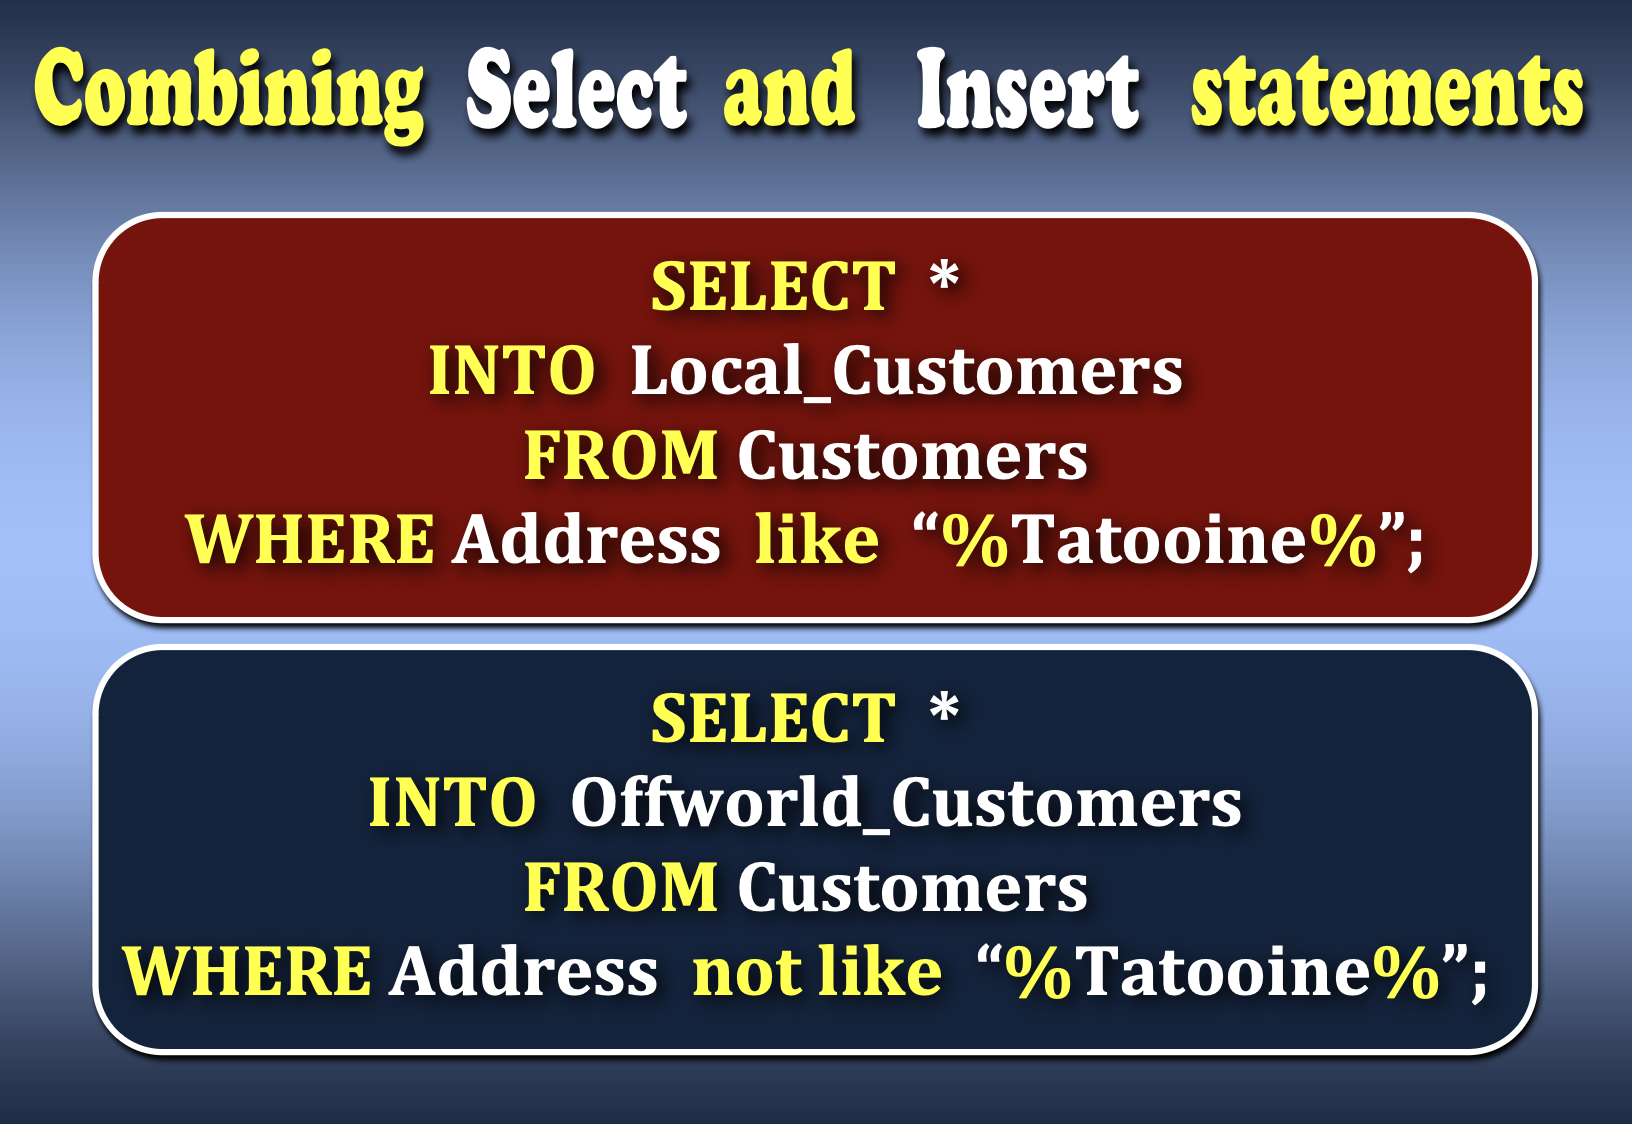 Combining Select and Insert statements
SELECT *
INTO Local_Customers
FROM Customers
WHERE Address like “%Tatooine%”;
SELECT *
INTO Offworld_Customers
FROM Customers
WHERE Address not like “%Tatooine%”;